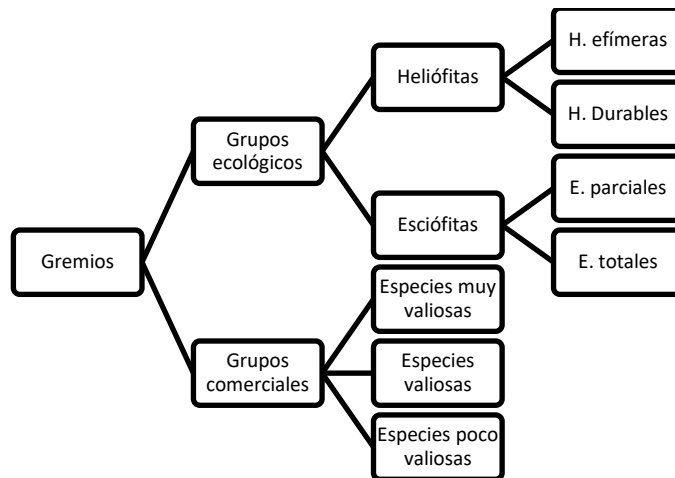 Gremios
Grupos
ecológicos
Heliófitas
H. efímeras
H. Durables
Esciófitas
E. parciales
E. totales
Grupos
comerciales
Especies muy
valiosas
Especies
valiosas
Especies poco
valiosas